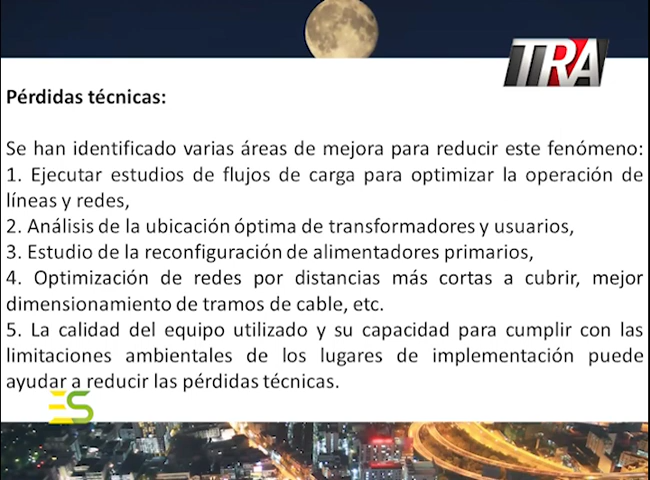 TRA
Pérdidas técnicas:
Se han identificado varias áreas de mejora para reducir este fenómeno:
1. Ejecutar estudios de flujos de carga para optimizar la operación de
líneas y redes,
2. Análisis de la ubicación óptima de transformadores y usuarios,
3. Estudio de la reconfiguración de alimentadores primarios,
4. Optimización de redes por distancias más cortas a cubrir, mejor
dimensionamiento de tramos de cable, etc.
5. La calidad del equipo utilizado y su capacidad para cumplir con las
limitaciones ambientales de los lugares de implementación puede
ayudar a reducir las pérdidas técnicas.
ES